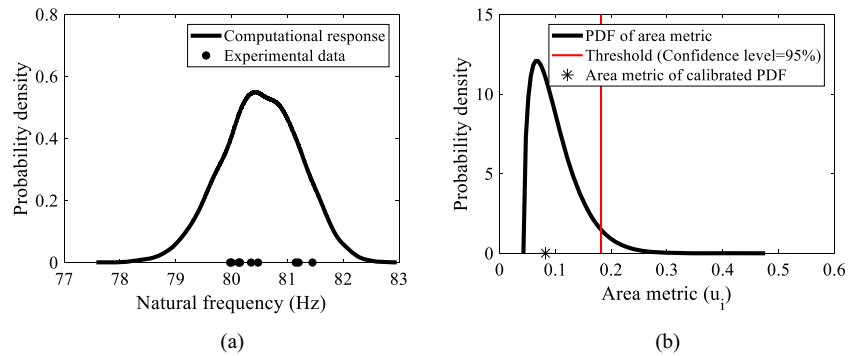 0.8
0.6
0.4
0.2
0
Probability density
Computational response
Experimental data
77 78 79 80 81 82 83
Natural frequency (Hz)
(a)
15
10
5
0
Probability density
PDF of area metric
Threshold (Confidence level=95%)
Area metric of calibrated PDF
0 0.1 0.2 0.3 0.4 0.5 0.6
Area metric (u_i)
(b)